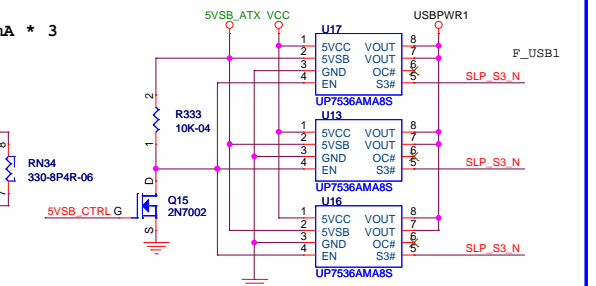 5VSB_ATX VCC USBPWR1
mA * 3
U17
1 5VCC VOUT 8
2 5VSB VOUT 7
3 GND OC# 6
4 EN S3# 5
UP7536AMA8S
F_USB1
SLP_S3_N
2
R333
10K-04
1
U13
1 5VCC VOUT 8
2 5VSB VOUT 7
3 GND OC# 6
4 EN S3# 5
UP7536AMA8S
SLP_S3_N
8
RN34
330-8P4R-06
7
D
Q15
2N7002
5VSB_CTRL G
S
U16
1 5VCC VOUT 8
2 5VSB VOUT 7
3 GND OC# 6
4 EN S3# 5
UP7536AMA8S
SLP_S3_N